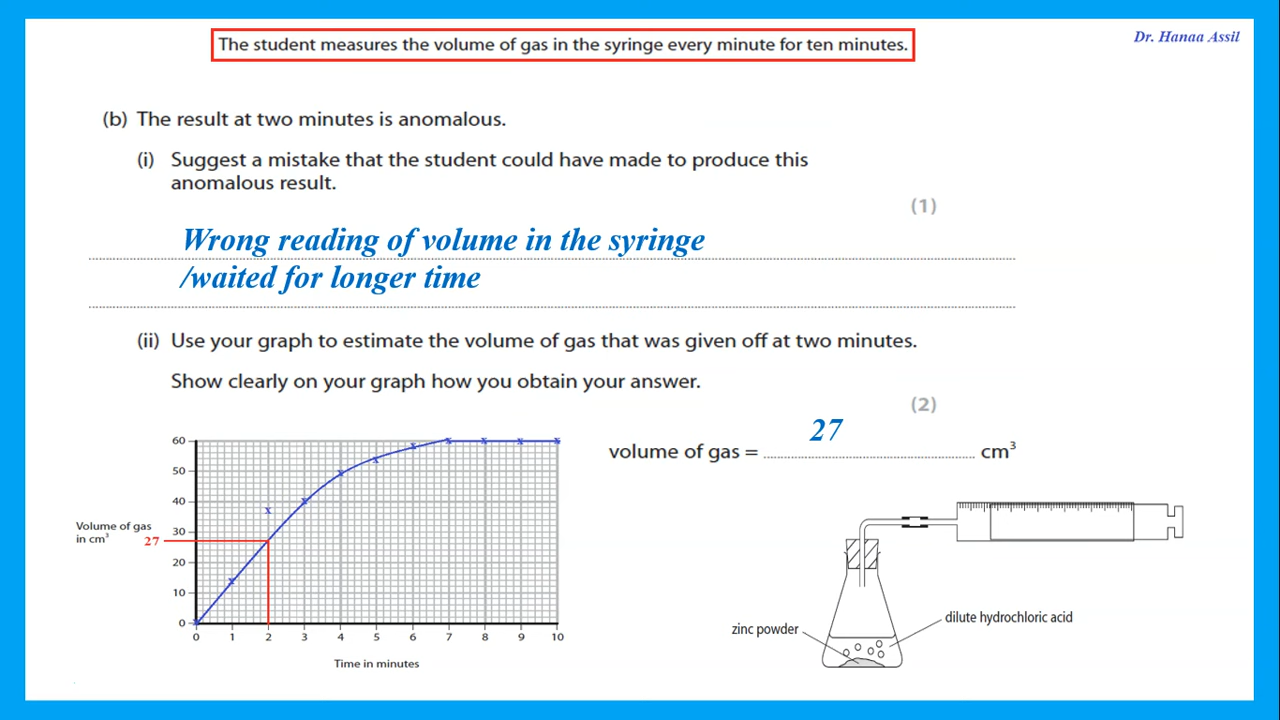 The student measures the volume of gas in the syringe every minute for ten minutes.
Dr. Hanaa Assil
(b) The result at two minutes is anomalous.
(i) Suggest a mistake that the student could have made to produce this
anomalous result.
(1)
Wrong reading of volume in the syringe
/waited for longer time
(ii) Use your graph to estimate the volume of gas that was given off at two minutes.
Show clearly on your graph how you obtain your answer.
(2)
27
volume of gas = cm³
60
50
40
30
20
10
0
Volume of gas
in cm³
27
0 1 2 3 4 5 6 7 8 9 10
Time in minutes
zinc powder
dilute hydrochloric acid